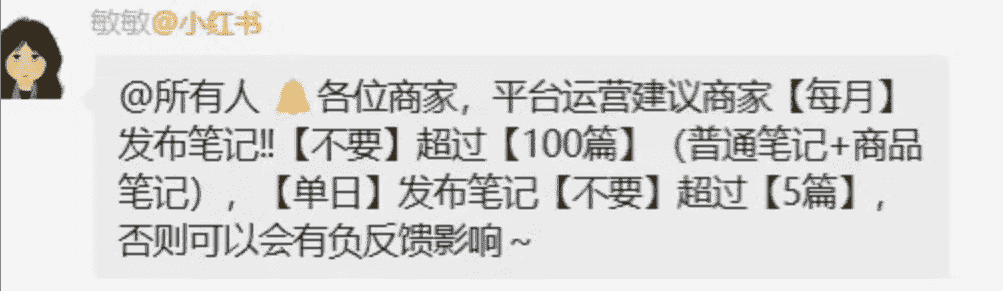 敏敏@小红书
@所有人 各位商家，平台运营建议商家【每月】
发布笔记!!【不要】超过【100篇】（普通笔记+商品
笔记），【单日】发布笔记【不要】超过【5篇】，
否则可以会有负反馈影响～